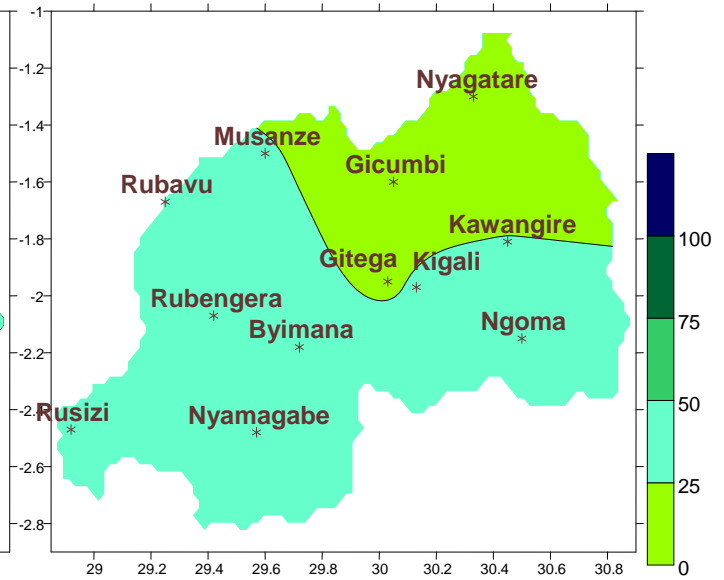 -1
-1.2
Nyagatare
-1.4
Musanze
Gicumbi
-1.6
Rubavu
Kawangire
-1.8
100
Gitega
Kigali
-2
Rubengera
75
Byimana
Ngoma
-2.2
-2.4
Rusizi
Nyamagabe
50
25
-2.6
-2.8
0
29
29.2
29.4
29.6
29.8
30
30.2
30.4
30.6
30.8